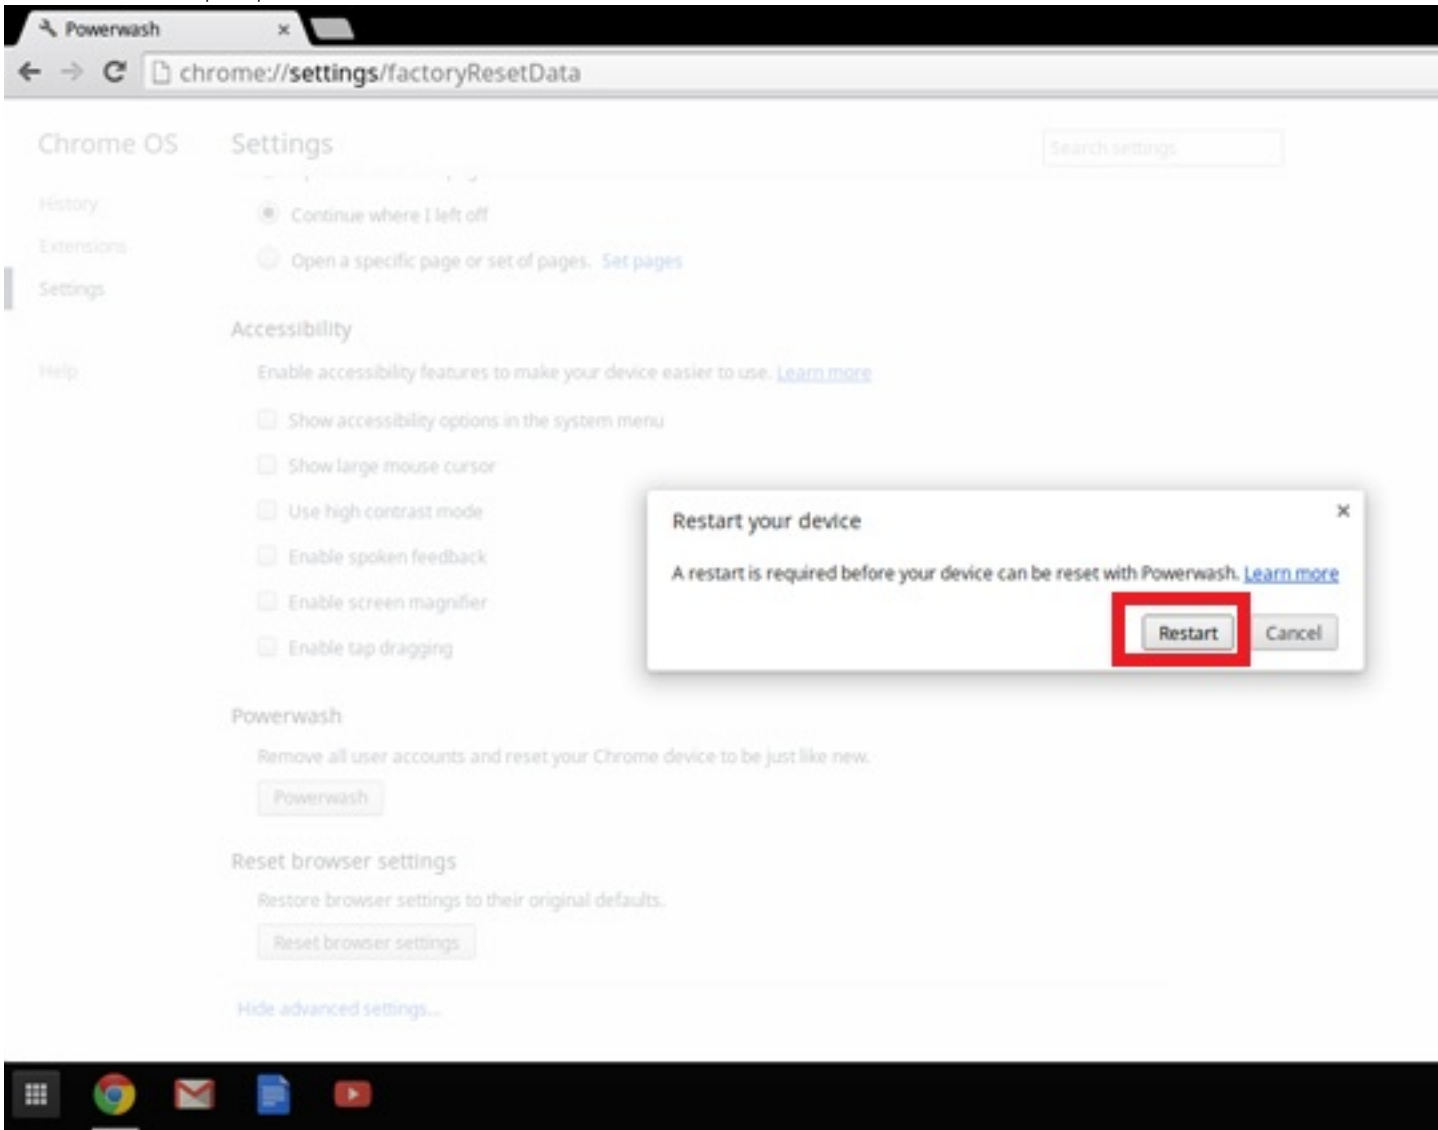 Powerwash
chrome://settings/factoryResetData
Chrome OS
Settings
Search settings
History
Extensions
Settings
Help
Continue where I left off
Open a specific page or set of pages. Set pages
Accessibility
Enable accessibility features to make your device easier to use. Learn more
Show accessibility options in the system menu
Show large mouse cursor
Use high contrast mode
Enable spoken feedback
Enable screen magnifier
Enable tap dragging
Restart your device
A restart is required before your device can be reset with Powerwash. Learn more
Restart Cancel
Powerwash
Remove all user accounts and reset your Chrome device to be just like new.
Powerwash
Reset browser settings
Restore browser settings to their original defaults.
Reset browser settings
Hide advanced settings...